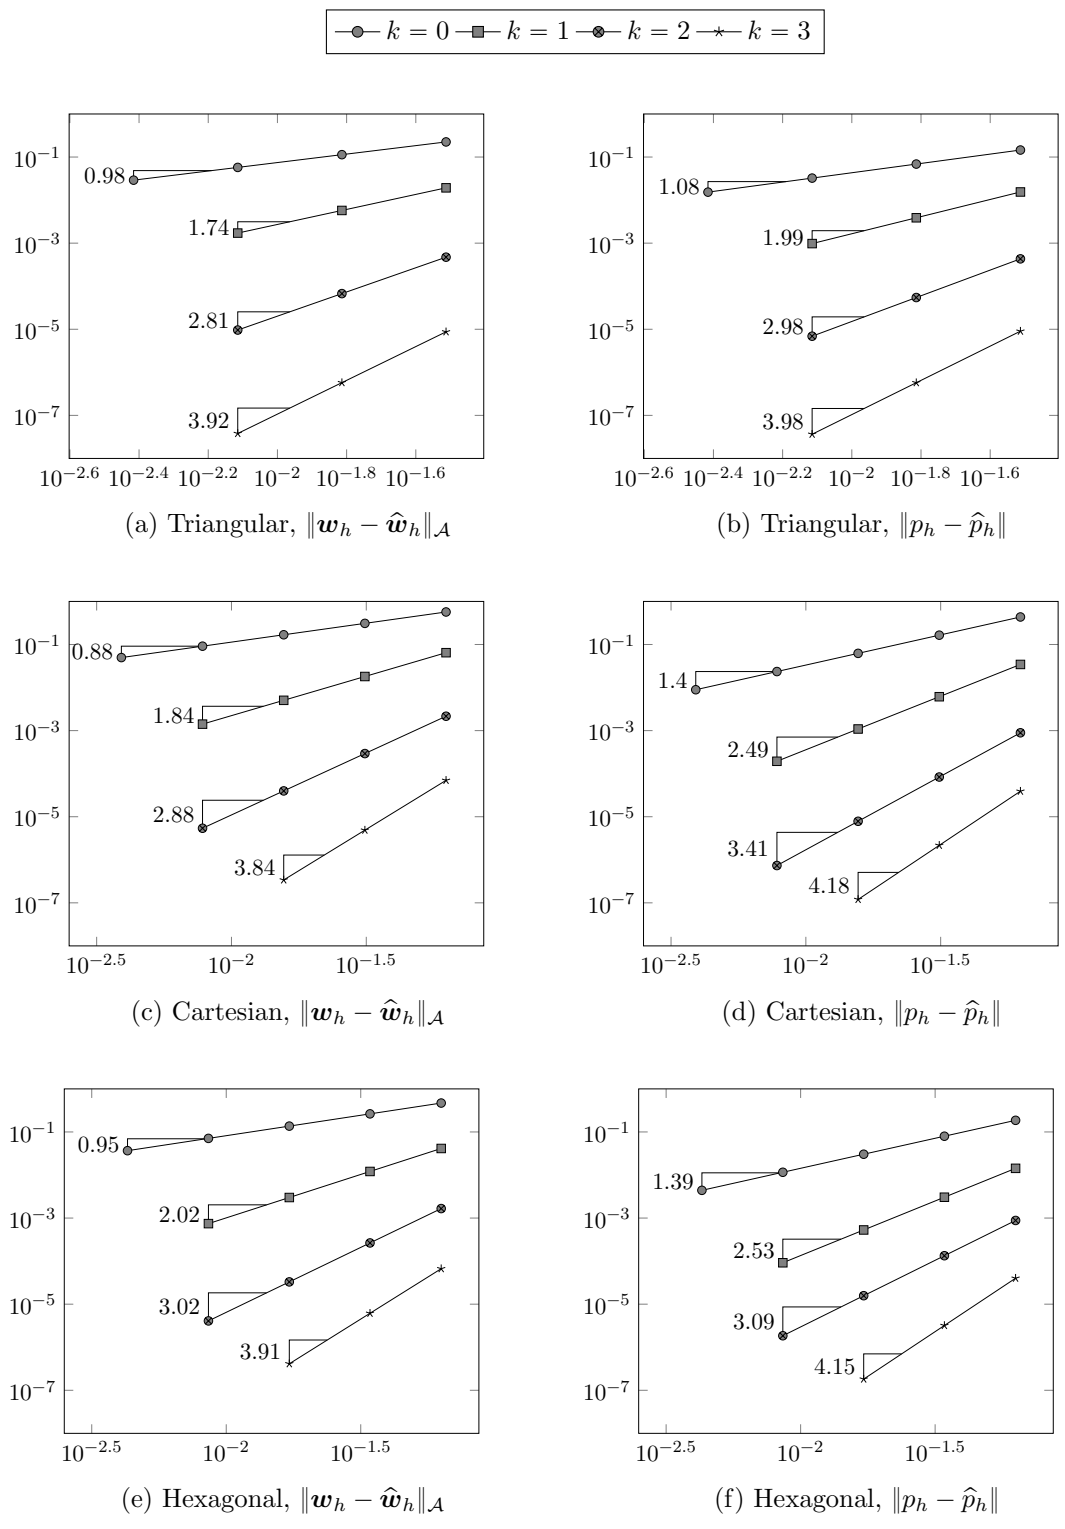 k = 0 k = 1 k = 2 k = 3
10^{-1} 10^{-3} 10^{-5} 10^{-7}
0.98
1.74
2.81
3.92
10^{-2.6} 10^{-2.4} 10^{-2.2} 10^{-2} 10^{-1.8} 10^{-1.6}
(a) Triangular, ‖𝒘_h − 𝒘̂_h‖_𝒜
10^{-1} 10^{-3} 10^{-5} 10^{-7}
1.08
1.99
2.98
3.98
10^{-2.6} 10^{-2.4} 10^{-2.2} 10^{-2} 10^{-1.8} 10^{-1.6}
(b) Triangular, ‖p_h − p̂_h‖
10^{-1} 10^{-3} 10^{-5} 10^{-7}
0.88
1.84
2.88
3.84
10^{-2.5} 10^{-2} 10^{-1.5}
(c) Cartesian, ‖𝒘_h − 𝒘̂_h‖_𝒜
10^{-1} 10^{-3} 10^{-5} 10^{-7}
1.4
2.49
3.41
4.18
10^{-2.5} 10^{-2} 10^{-1.5}
(d) Cartesian, ‖p_h − p̂_h‖
10^{-1} 10^{-3} 10^{-5} 10^{-7}
0.95
2.02
3.02
3.91
10^{-2.5} 10^{-2} 10^{-1.5}
(e) Hexagonal, ‖𝒘_h − 𝒘̂_h‖_𝒜
10^{-1} 10^{-3} 10^{-5} 10^{-7}
1.39
2.53
3.09
4.15
10^{-2.5} 10^{-2} 10^{-1.5}
(f) Hexagonal, ‖p_h − p̂_h‖